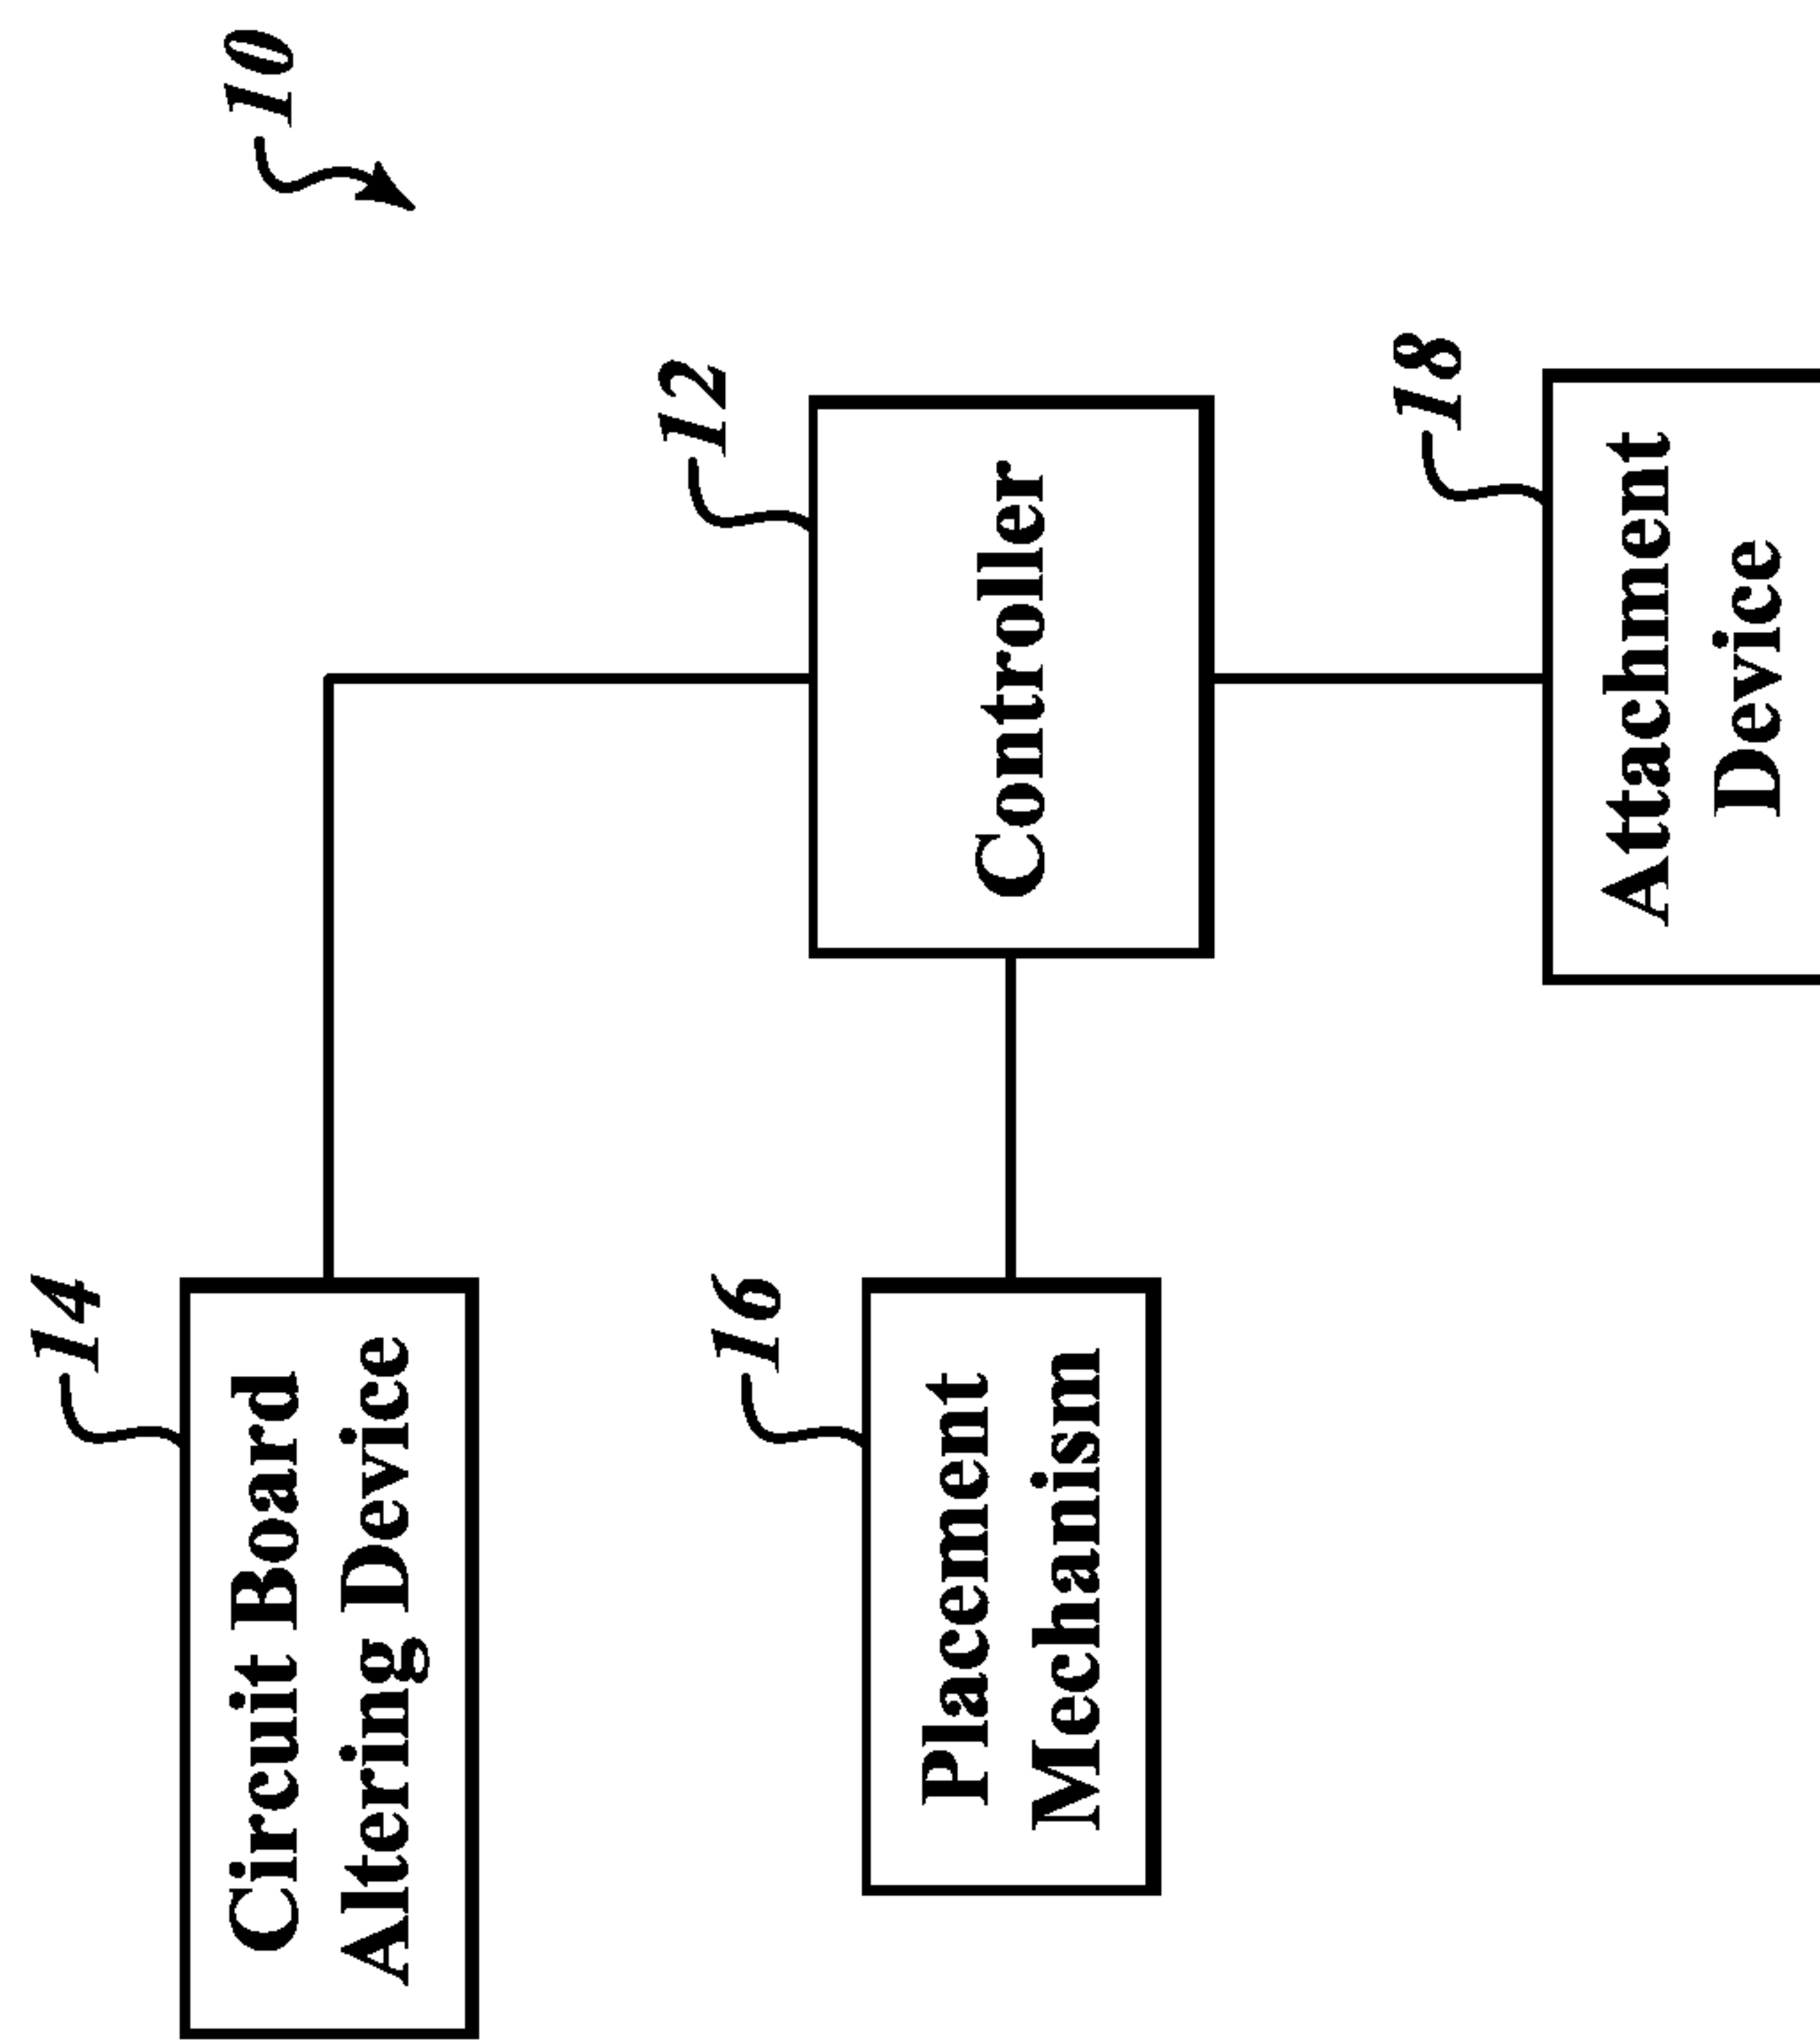 10
14
Circuit Board
Altering Device
12
Controller
16
Placement
Mechanism
18
Attachment
Device